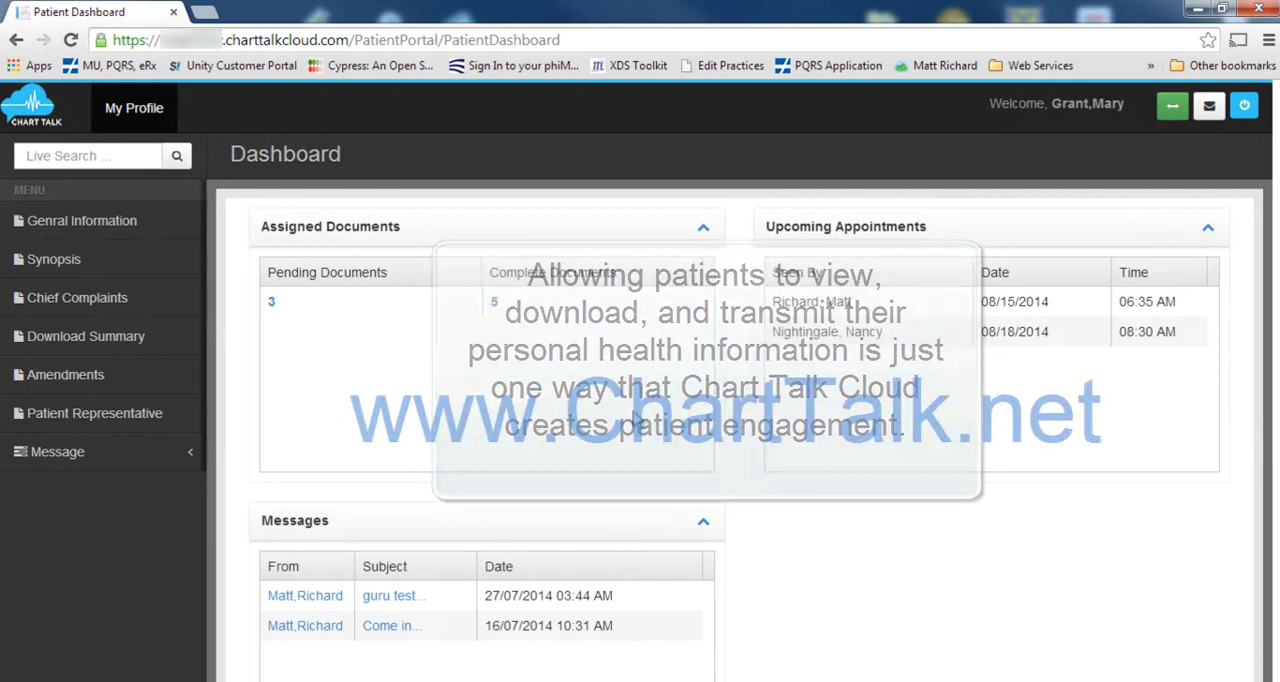 Patient Dashboard
https:// .charttalkcloud.com/PatientPortal/PatientDashboard
Apps MU, PQRS, eRx Unity Customer Portal Cypress: An Open S... Sign In to your phiM... XDS Toolkit Edit Practices PQRS Application Matt Richard Web Services » Other bookmarks
CHART TALK
My Profile
Welcome, Grant,Mary
Live Search ...
Dashboard
MENU
Genral Information
Synopsis
Chief Complaints
Download Summary
Amendments
Patient Representative
Message
Assigned Documents
Pending Documents Complete Documents
3 5
Upcoming Appointments
Seen By Date Time
Richard, Matt 08/15/2014 06:35 AM
Nightingale, Nancy 08/18/2014 08:30 AM
Allowing patients to view,
download, and transmit their
personal health information is just
one way that Chart Talk Cloud
creates patient engagement.
www.ChartTalk.net
Messages
From Subject Date
Matt,Richard guru test... 27/07/2014 03:44 AM
Matt,Richard Come in... 16/07/2014 10:31 AM